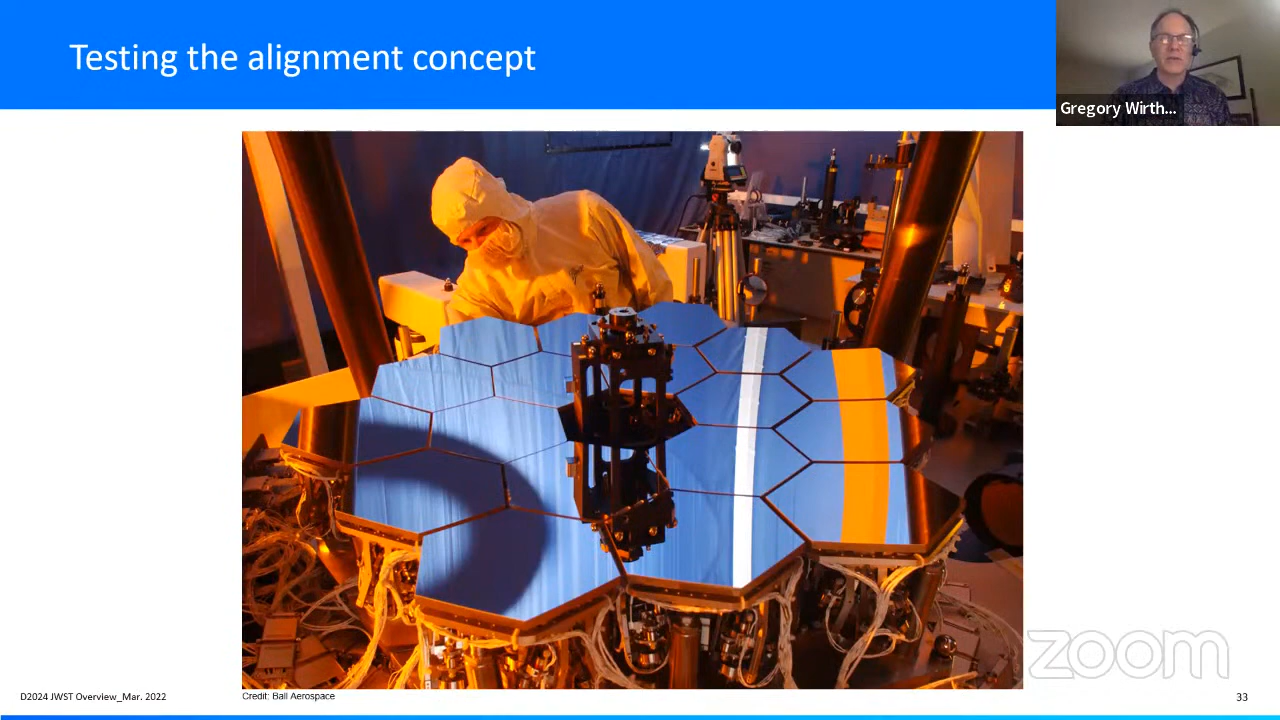 Testing the alignment concept
Gregory Wirth...
zoom
D2024 JWST Overview_Mar. 2022
Credit: Ball Aerospace
33